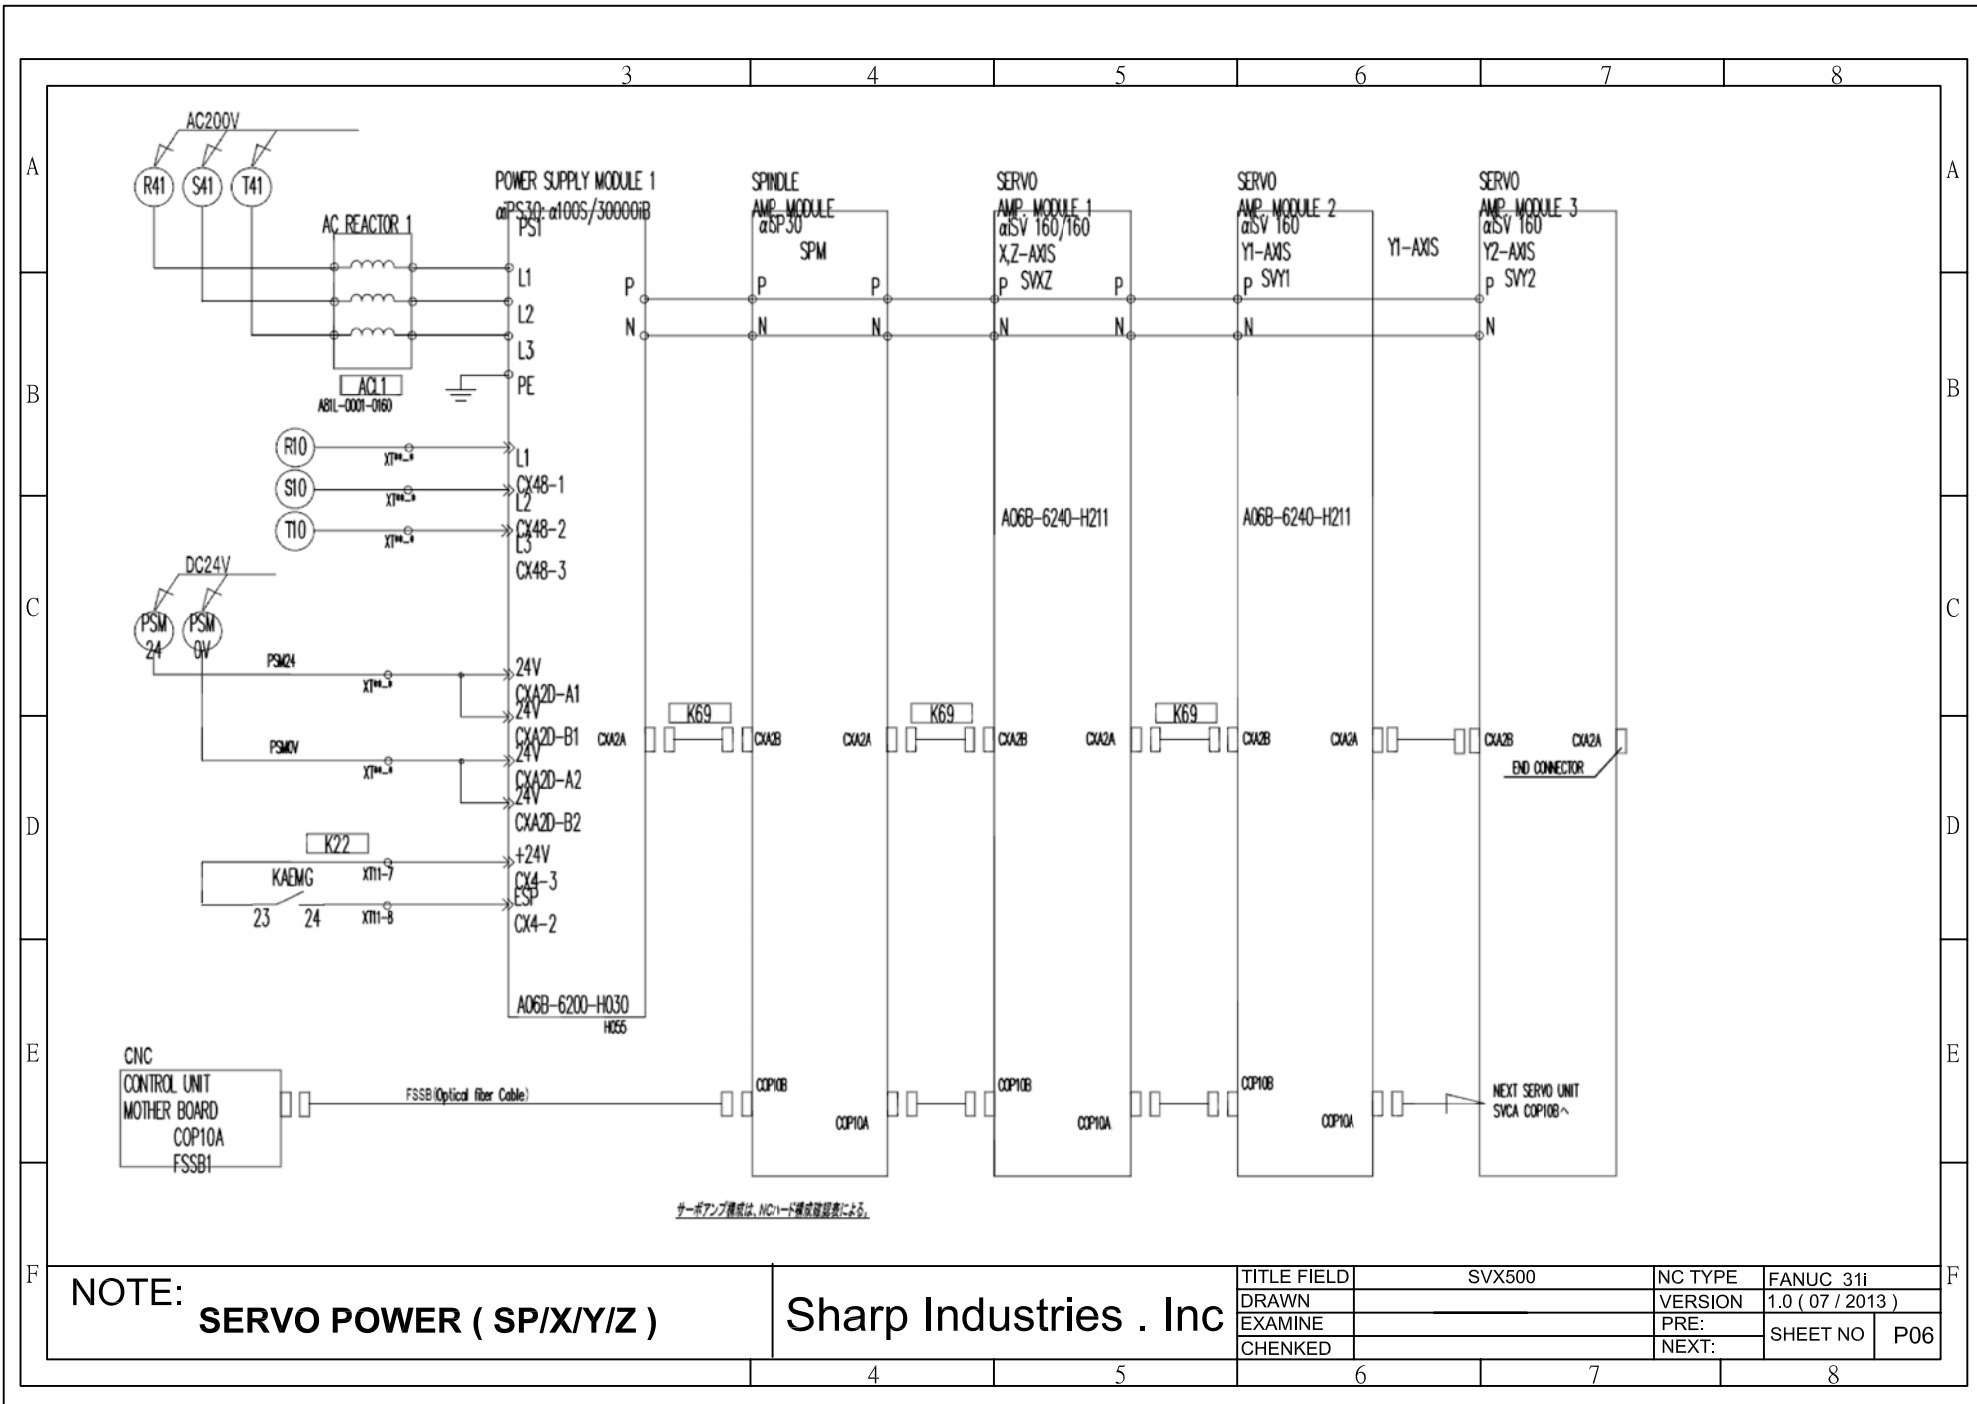 3 4 5 6 7 8
A A
B B
C C
D D
E E
F F
AC200V
R41 S41 T41
AC REACTOR 1
ACL1
A81L-0001-0160
POWER SUPPLY MODULE 1
αiPS30: α100S/30000iB
PS1
L1
L2
L3
PE
P
N
R10 XT**-*
S10 XT**-*
T10 XT**-*
L1
CX48-1
L2
CX48-2
L3
CX48-3
DC24V
PSM 24
PSM 0V
PSM24
XT**-*
PSM0V
XT**-*
24V
CXA2D-A1
24V
CXA2D-B1
24V
CXA2D-A2
24V
CXA2D-B2
CXA2A
K22
KAEMG
XT11-7
23 24
XT11-8
+24V
CX4-3
ESP
CX4-2
A06B-6200-H030
H055
SPINDLE
AMP. MODULE
αiSP30
SPM
P P
N N
K69
CXA2B CXA2A
COP10B
COP10A
SERVO
AMP. MODULE 1
αiSV 160/160
X,Z-AXIS
P SVXZ P
N N
A06B-6240-H211
K69
CXA2B CXA2A
COP10B
COP10A
SERVO
AMP. MODULE 2
αiSV 160
Y1-AXIS
P SVY1
N
Y1-AXIS
A06B-6240-H211
K69
CXA2B CXA2A
COP10B
COP10A
SERVO
AMP. MODULE 3
αiSV 160
Y2-AXIS
P SVY2
N
CXA2B CXA2A
END CONNECTOR
NEXT SERVO UNIT
SVCA COP10Bヘ
CNC
CONTROL UNIT
MOTHER BOARD
COP10A
FSSB1
FSSB(Optical fiber Cable)
サーボアンプ構成は、NCハード構成確認表による。
NOTE:
SERVO POWER ( SP/X/Y/Z )
Sharp Industries . Inc
TITLE FIELD SVX500 NC TYPE FANUC 31i
DRAWN VERSION 1.0 ( 07 / 2013 )
EXAMINE PRE: SHEET NO P06
CHENKED NEXT:
4 5 6 7 8